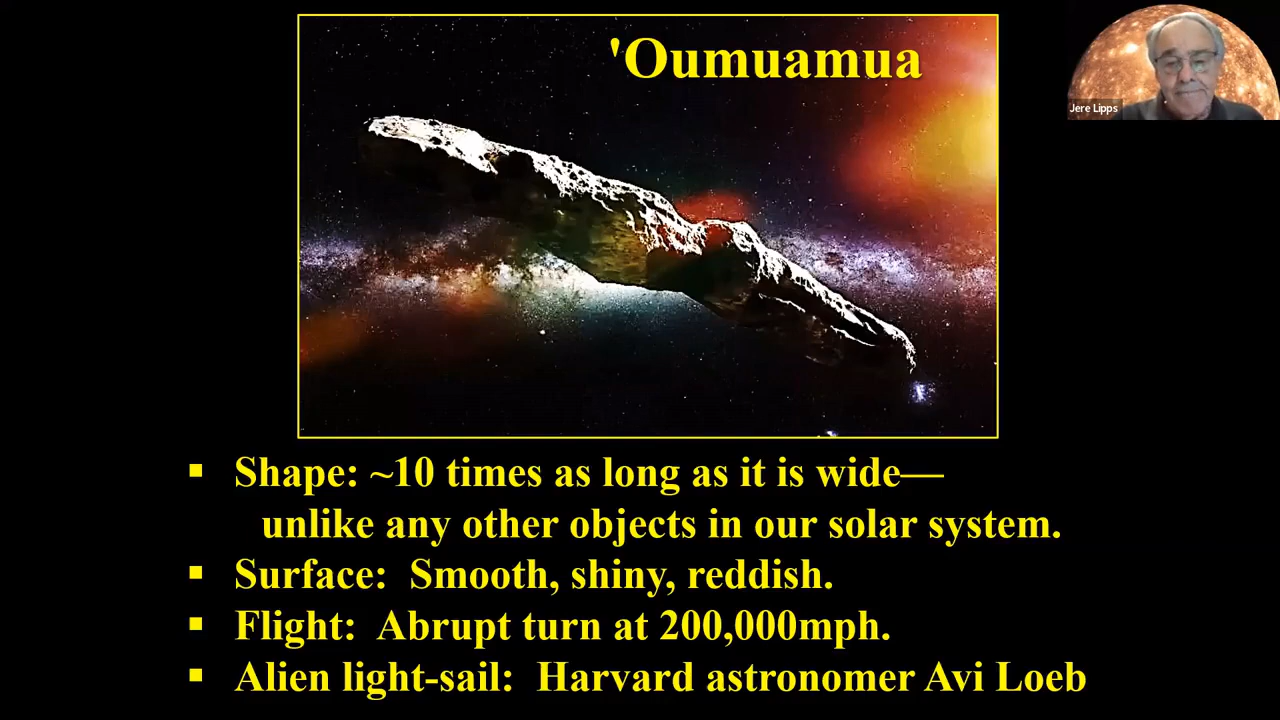 'Oumuamua
Jere Lipps
▪ Shape: ~10 times as long as it is wide—
unlike any other objects in our solar system.
▪ Surface: Smooth, shiny, reddish.
▪ Flight: Abrupt turn at 200,000mph.
▪ Alien light-sail: Harvard astronomer Avi Loeb